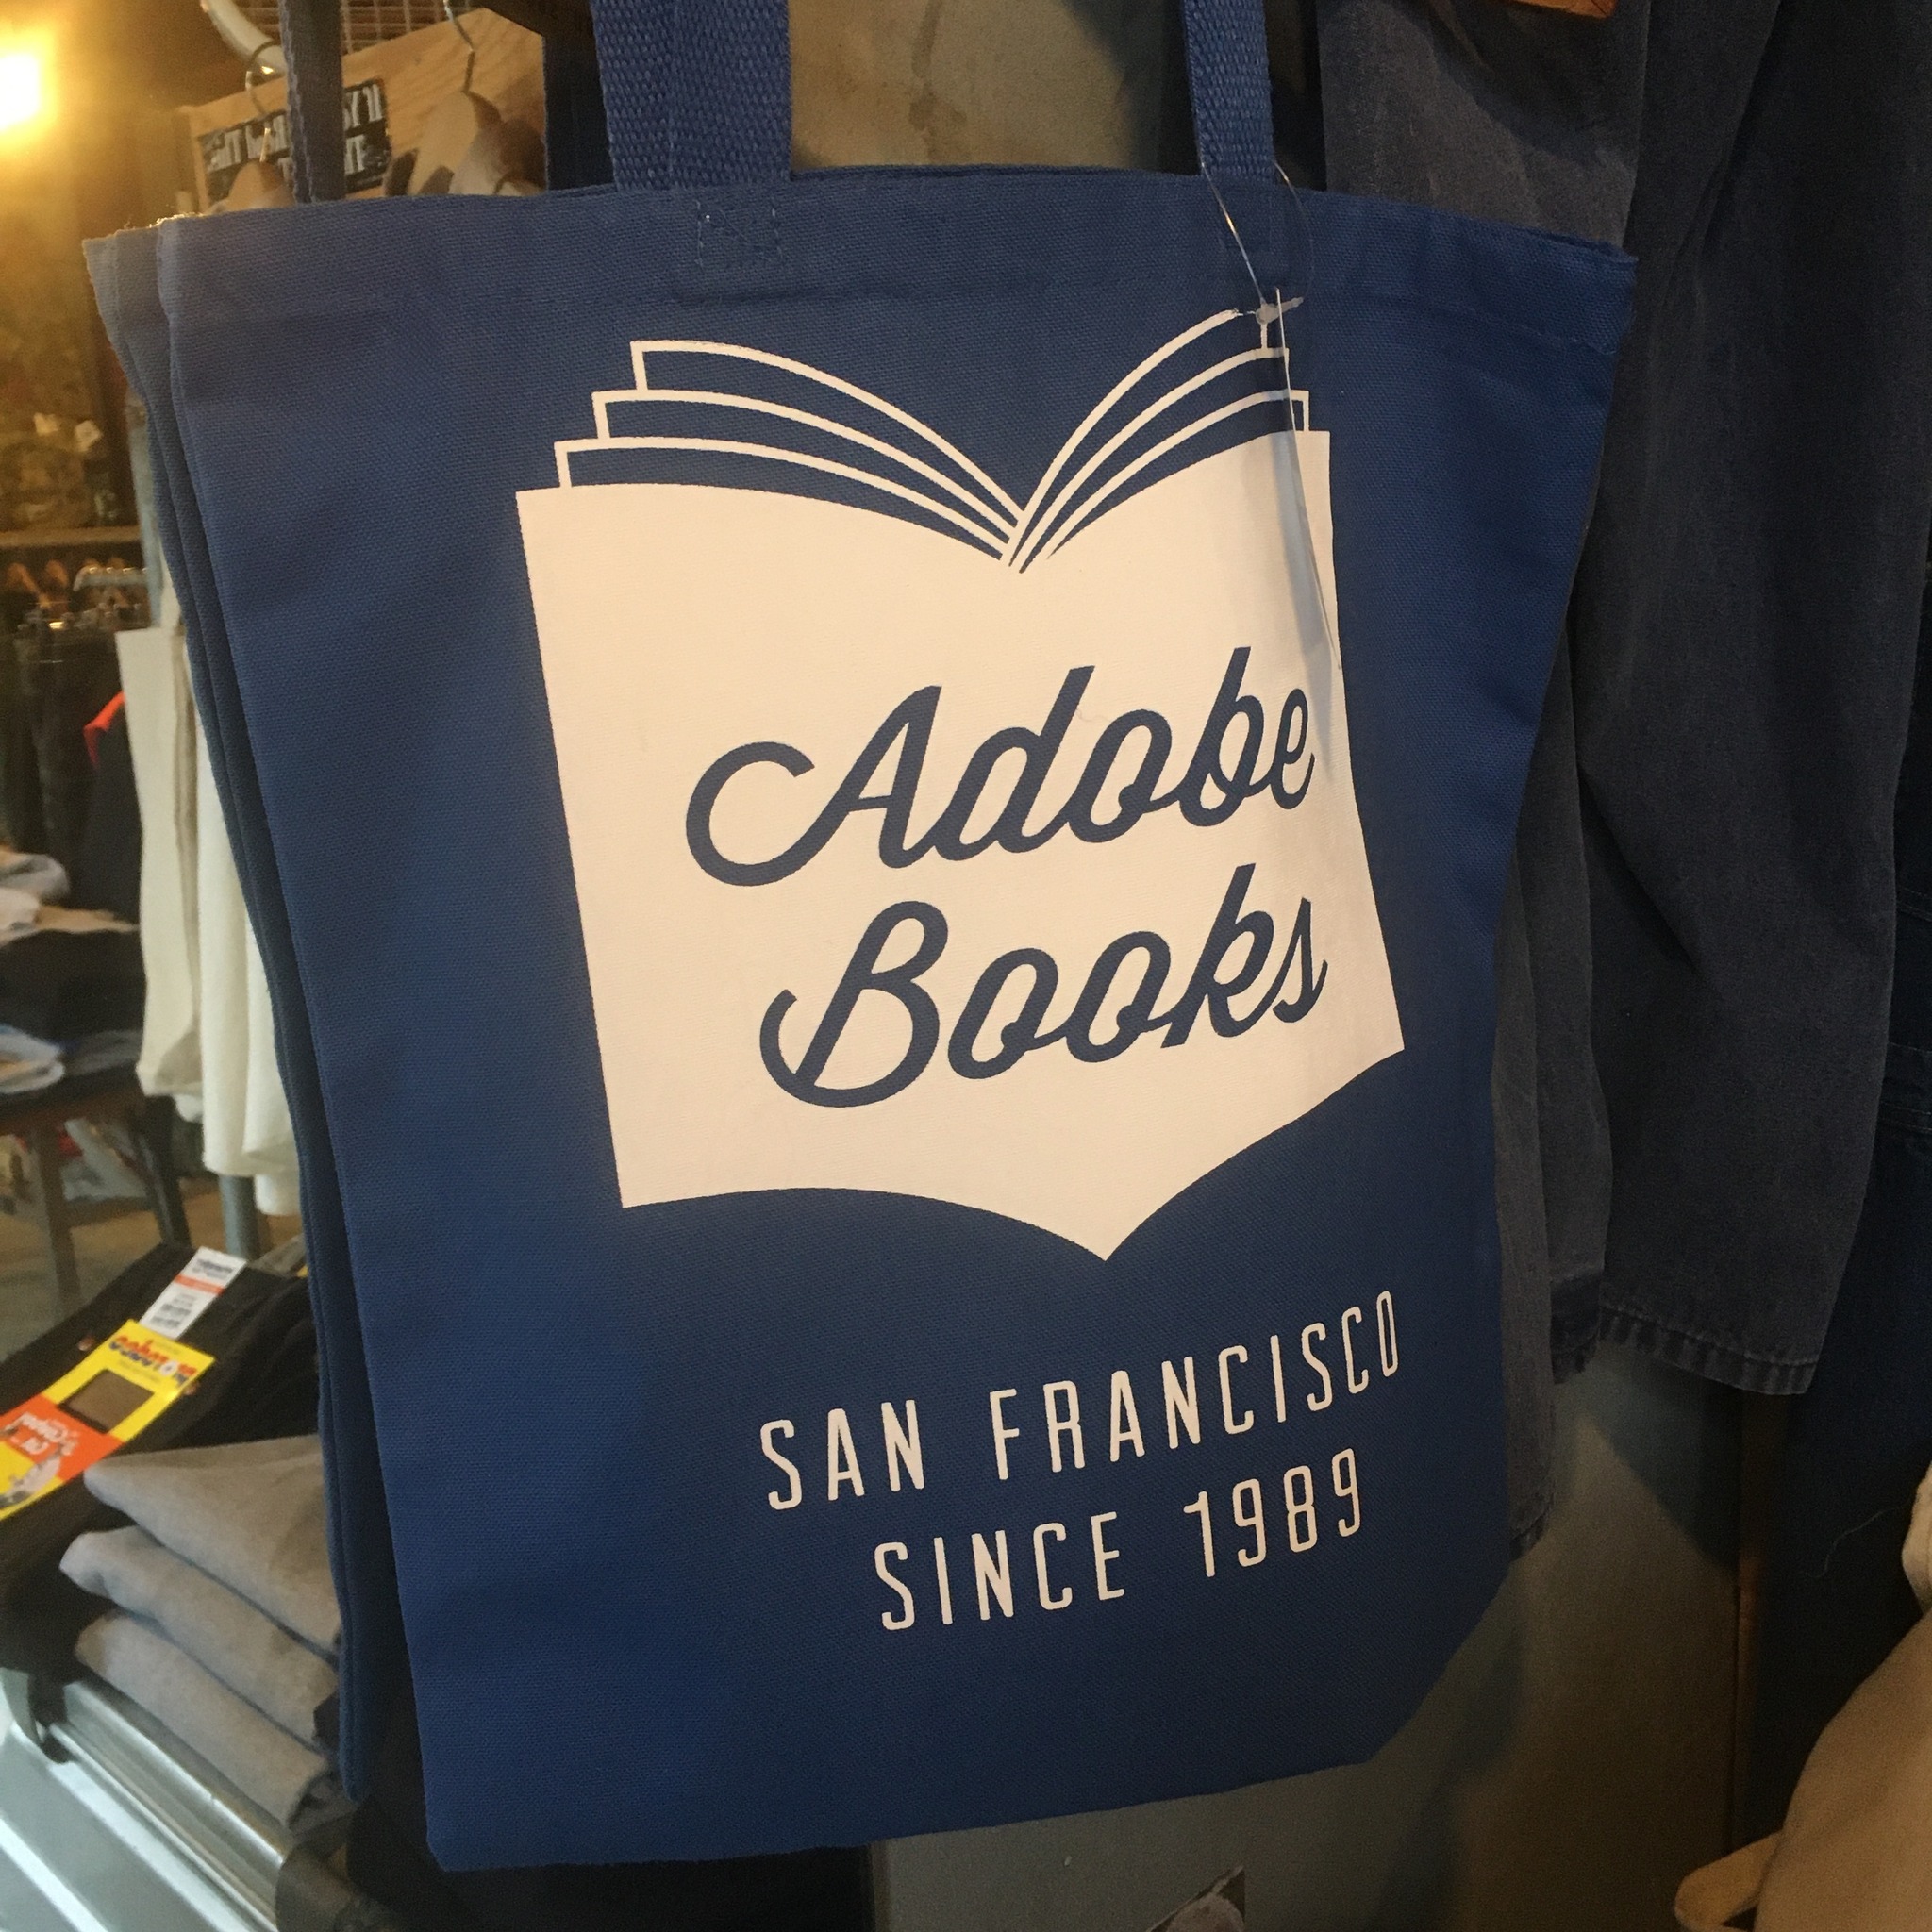 Adobe
Books
SAN FRANCISCO
SINCE 1989